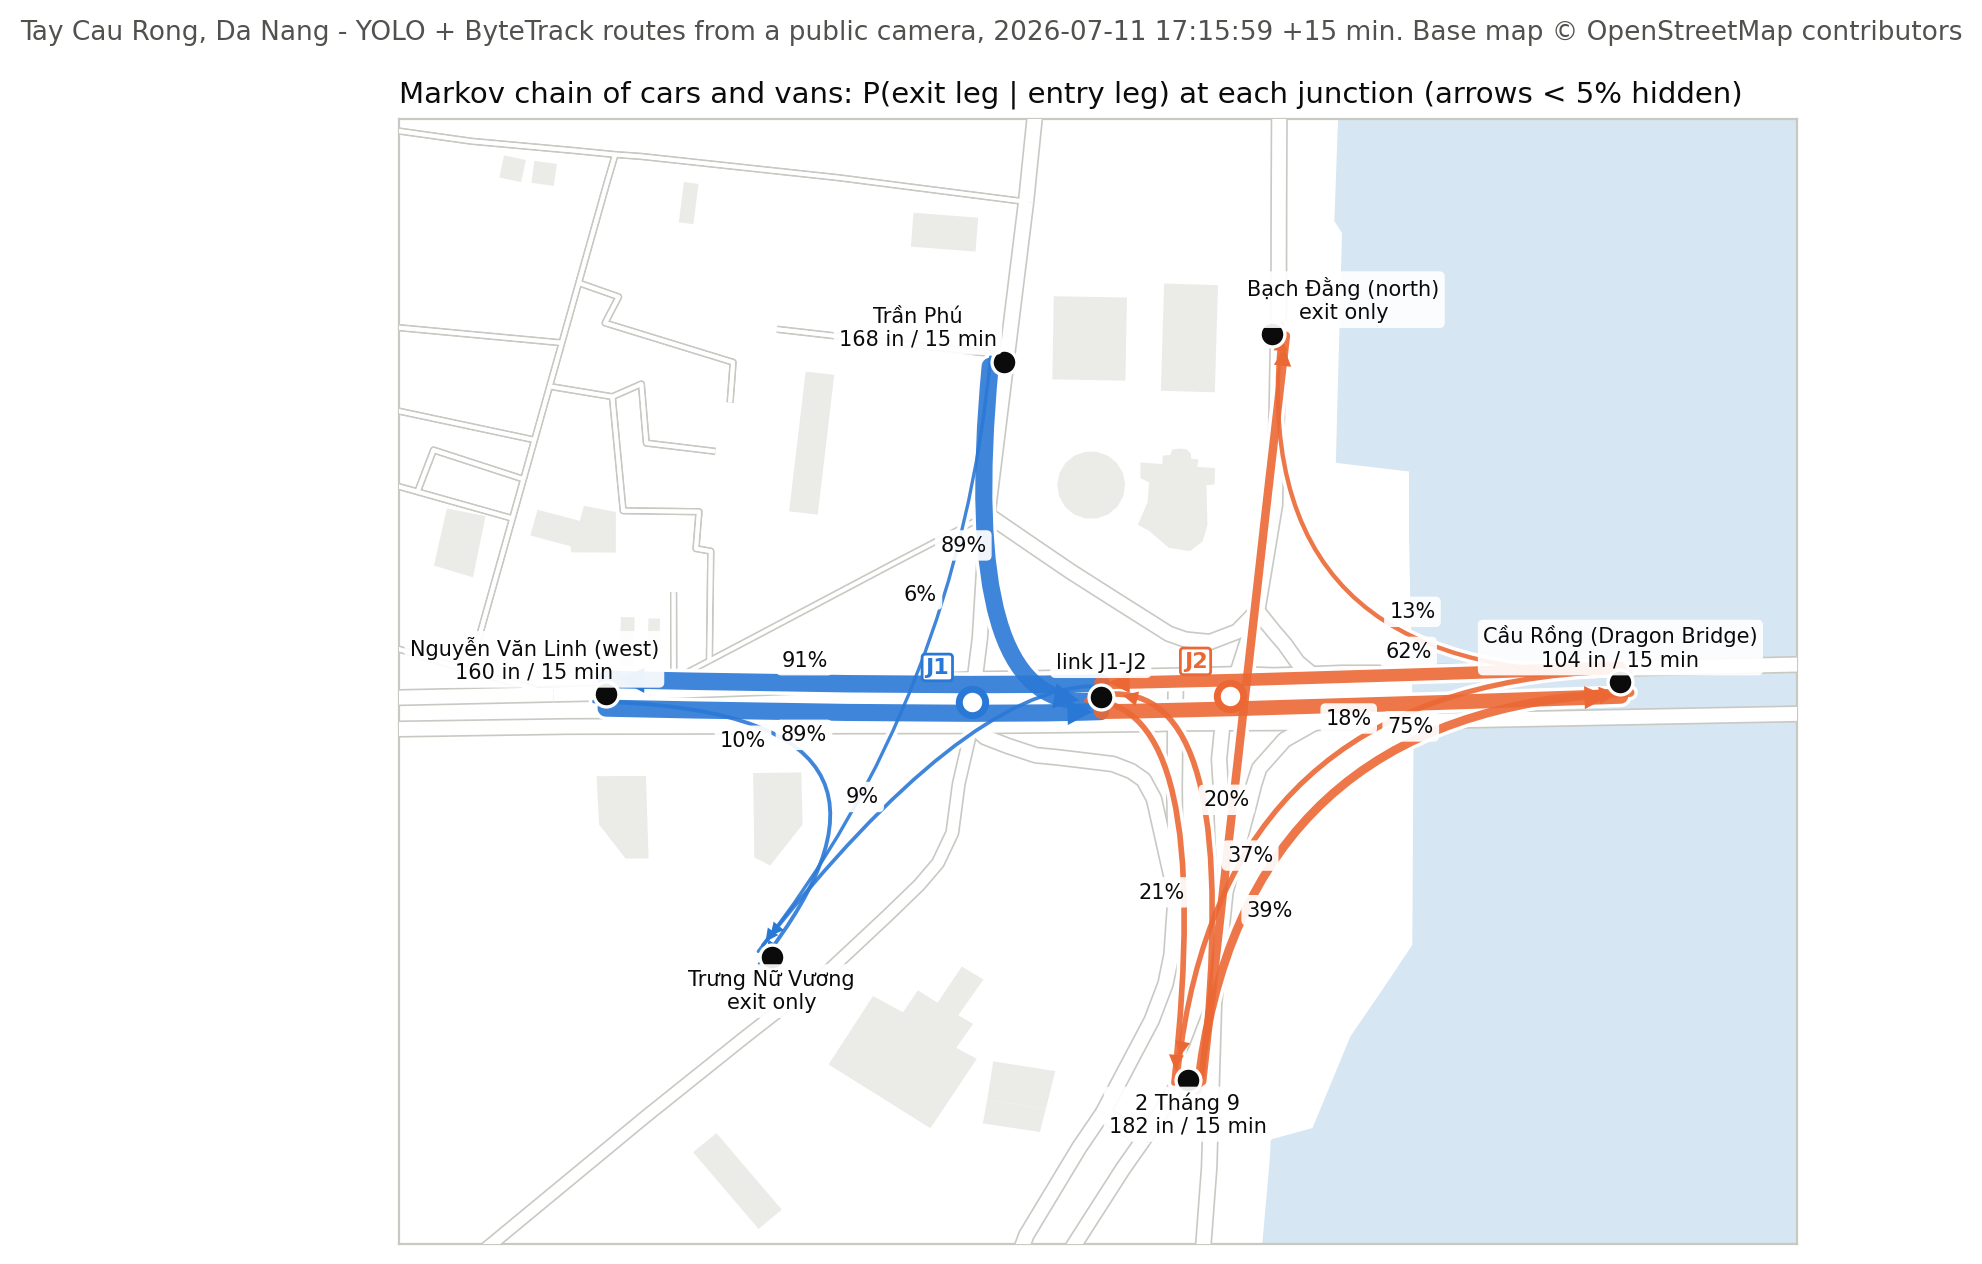 Tay Cau Rong, Da Nang - YOLO + ByteTrack routes from a public camera, 2026-07-11 17:15:59 +15 min. Base map © OpenStreetMap contributors
Markov chain of cars and vans: P(exit leg | entry leg) at each junction (arrows < 5% hidden)
Bạch Đằng (north)
exit only
Trần Phú
168 in / 15 min
89%
6%
13%
Nguyễn Văn Linh (west)
160 in / 15 min
91%
J1
link J1-J2
J2
62%
Cầu Rồng (Dragon Bridge)
104 in / 15 min
10%
89%
18%
75%
9%
20%
37%
21%
39%
Trưng Nữ Vương
exit only
2 Tháng 9
182 in / 15 min